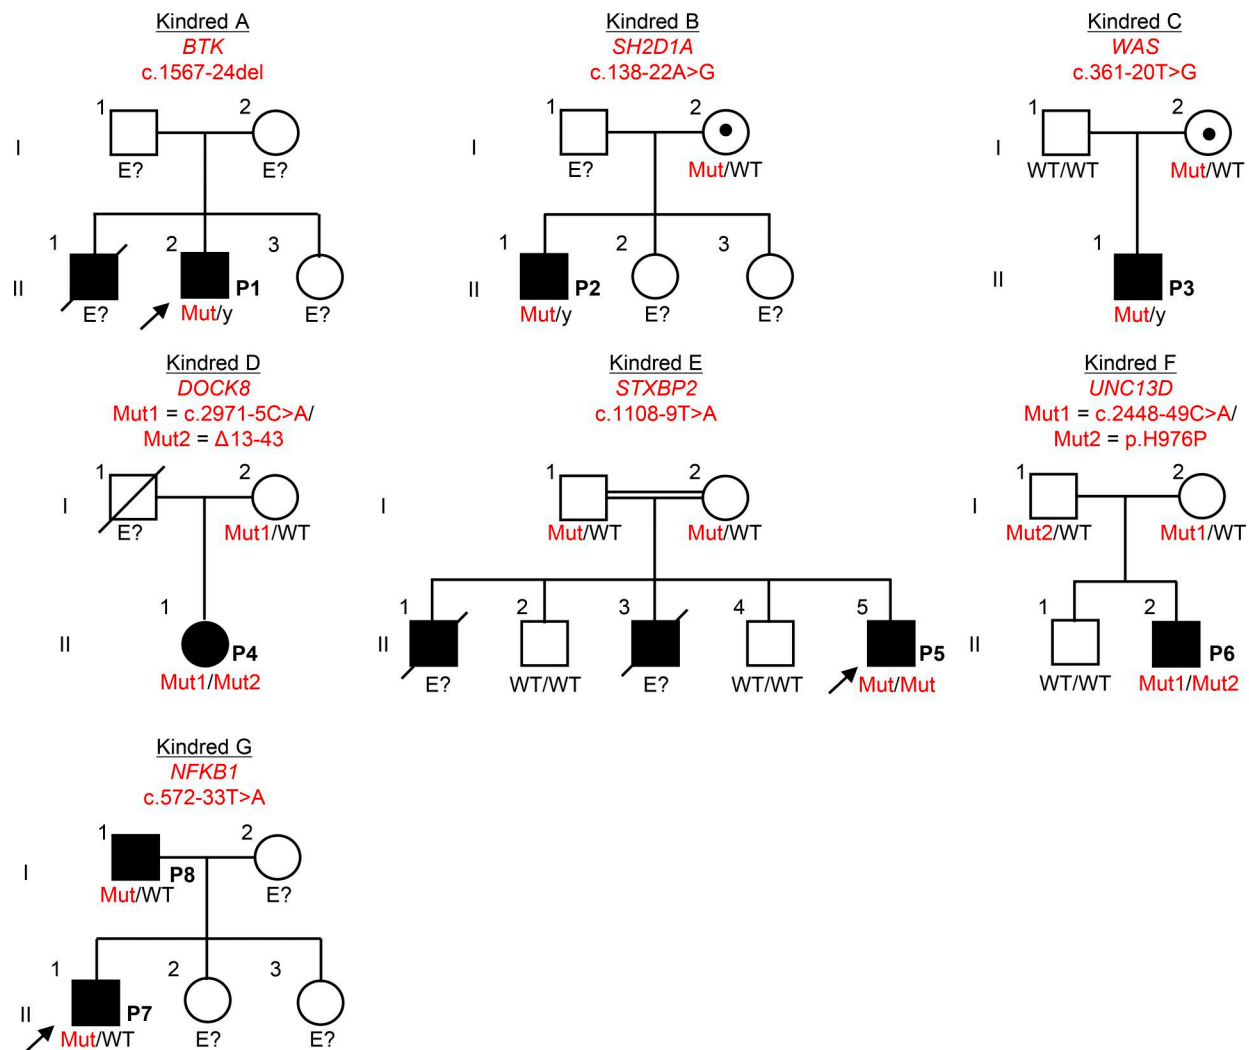 Kindred A
BTK
c.1567-24del
1
2
I
E?
E?
1
2
3
II
P1
E?
Mut/y
E?
Kindred B
SH2D1A
c.138-22A>G
1
2
I
E?
Mut/WT
1
2
3
II
P2
Mut/y
E?
E?
Kindred C
WAS
c.361-20T>G
1
2
I
WT/WT
Mut/WT
1
II
P3
Mut/y
Kindred D
DOCK8
Mut1 = c.2971-5C>A/
Mut2 = Δ13-43
1
2
I
E?
Mut1/WT
1
II
P4
Mut1/Mut2
Kindred E
STXBP2
c.1108-9T>A
1
2
I
Mut/WT
Mut/WT
1
2
3
4
5
II
P5
E?
WT/WT
E?
WT/WT
Mut/Mut
Kindred F
UNC13D
Mut1 = c.2448-49C>A/
Mut2 = p.H976P
1
2
I
Mut2/WT
Mut1/WT
1
2
II
P6
WT/WT
Mut1/Mut2
Kindred G
NFKB1
c.572-33T>A
1
2
I
P8
Mut/WT
E?
1
2
3
II
P7
Mut/WT
E?
E?